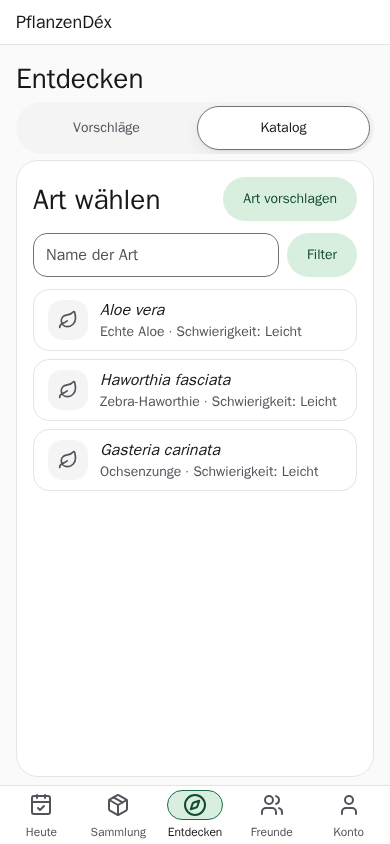 PflanzenDéx
Entdecken
Vorschläge
Katalog
Art wählen
Art vorschlagen
Name der Art
Filter
Aloe vera
Echte Aloe · Schwierigkeit: Leicht
Haworthia fasciata
Zebra-Haworthie · Schwierigkeit: Leicht
Gasteria carinata
Ochsenzunge · Schwierigkeit: Leicht
Heute
Sammlung
Entdecken
Freunde
Konto